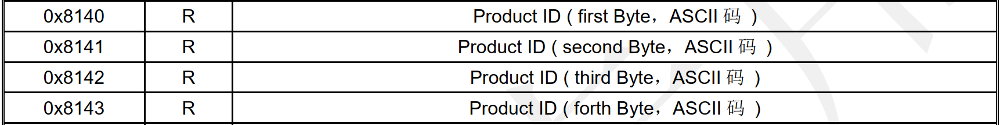 0x8140 R Product ID ( first Byte，ASCII 码 )
0x8141 R Product ID ( second Byte，ASCII 码 )
0x8142 R Product ID ( third Byte，ASCII 码 )
0x8143 R Product ID ( forth Byte，ASCII 码 )